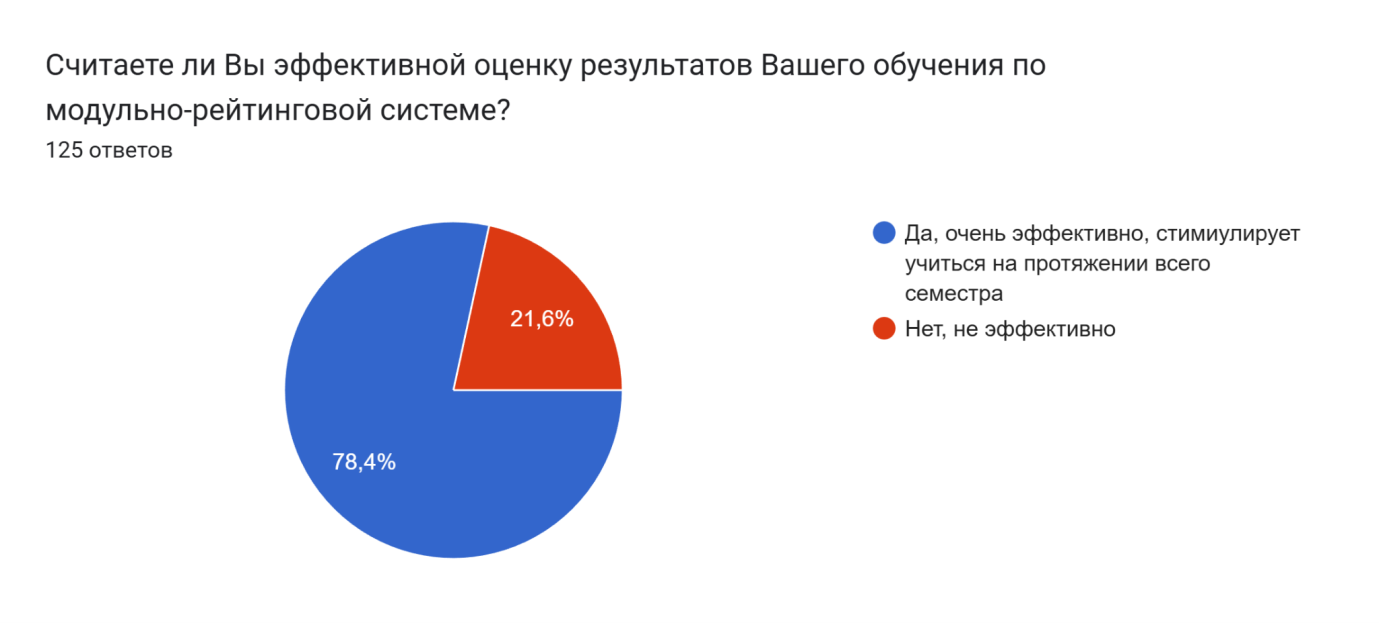 Считаете ли Вы эффективной оценку результатов Вашего обучения по
модульно-рейтинговой системе?
125 ответов
Да, очень эффективно, стимиулирует
учиться на протяжении всего
семестра
Нет, не эффективно
21,6%
78,4%